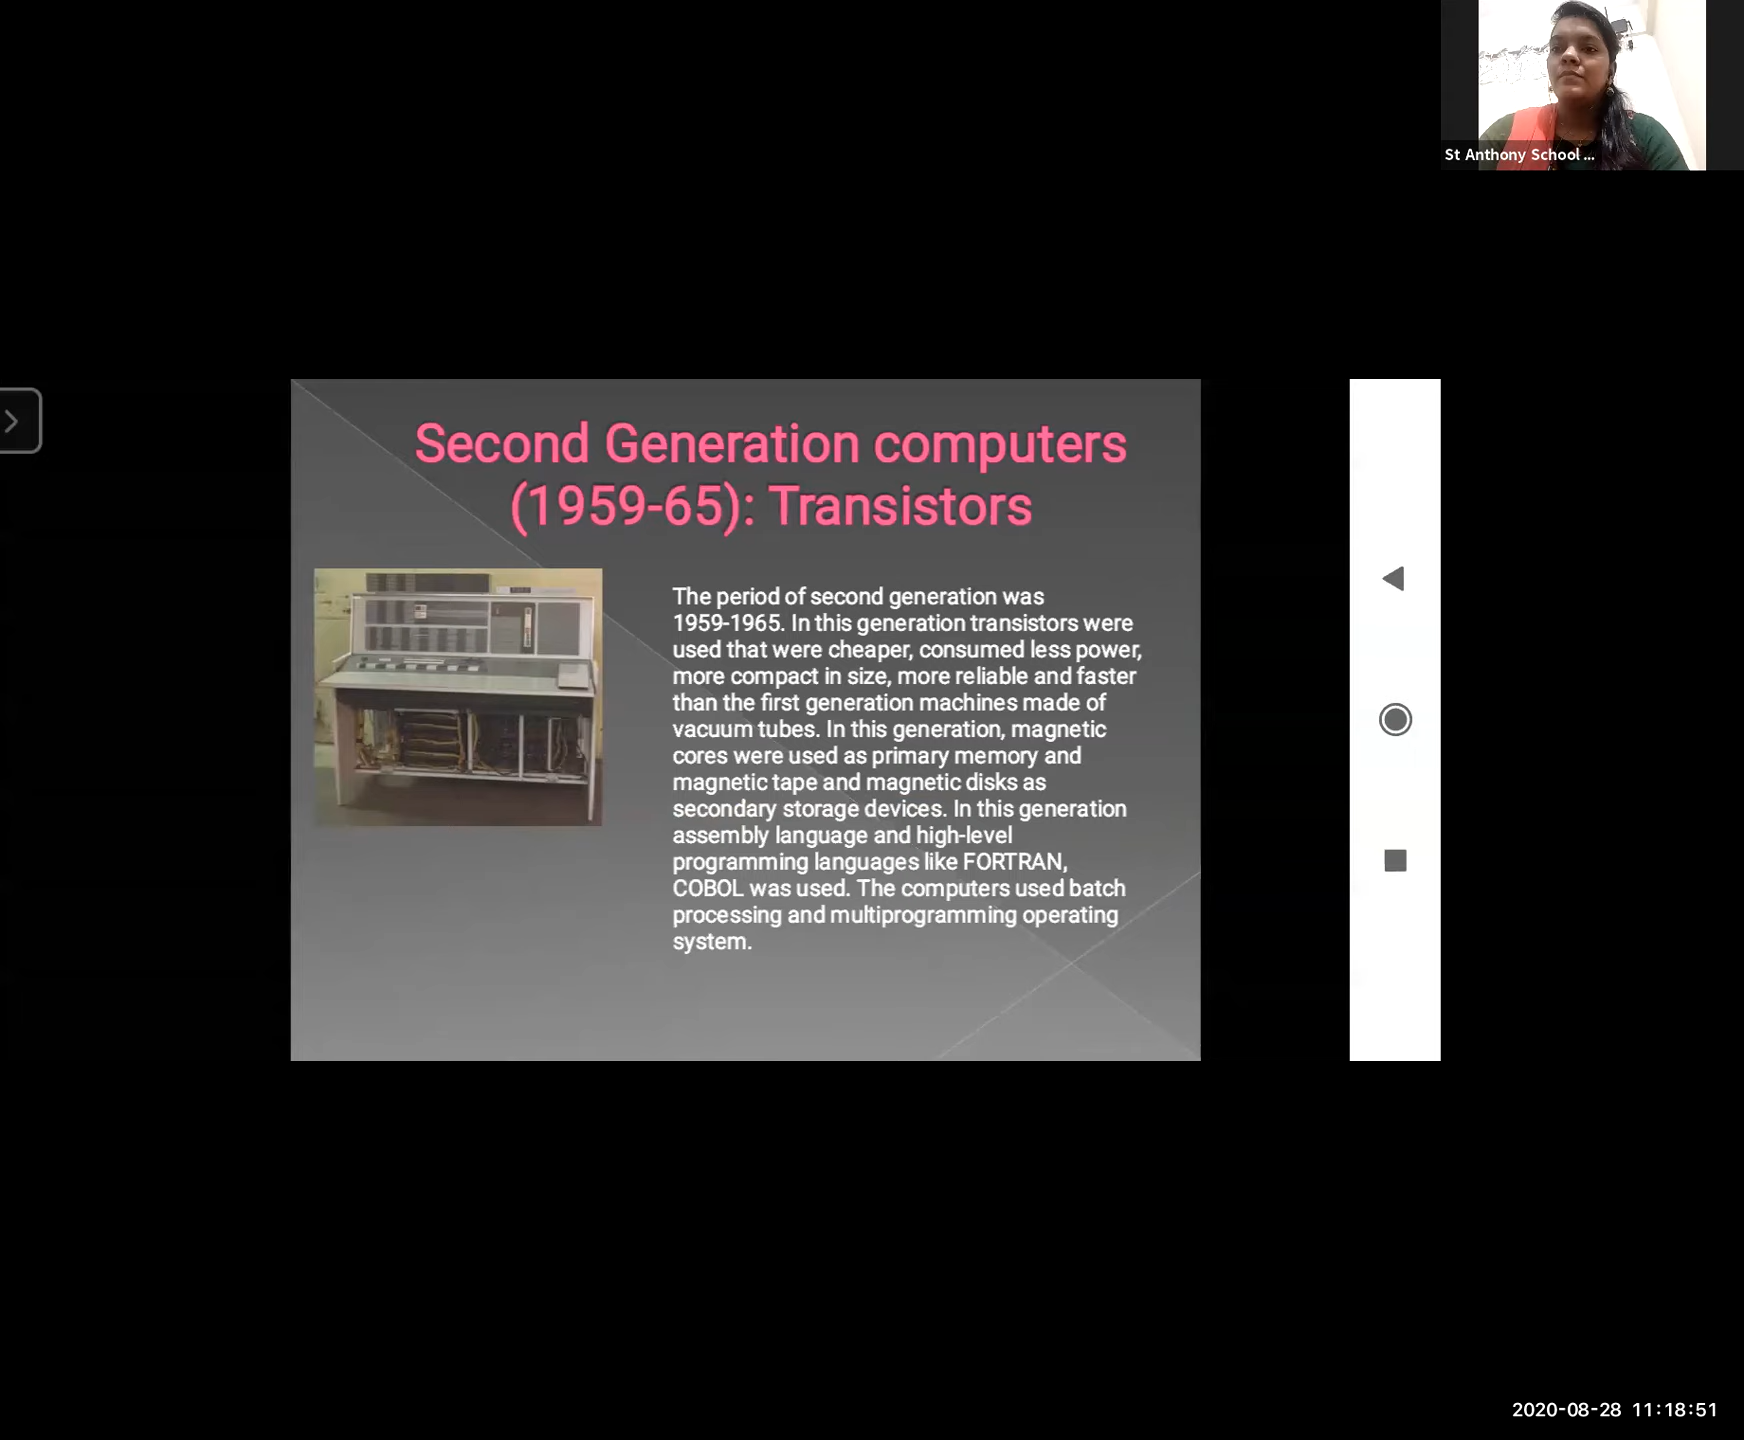 St Anthony School ...
Second Generation computers
(1959-65): Transistors
The period of second generation was
1959-1965. In this generation transistors were
used that were cheaper, consumed less power,
more compact in size, more reliable and faster
than the first generation machines made of
vacuum tubes. In this generation, magnetic
cores were used as primary memory and
magnetic tape and magnetic disks as
secondary storage devices. In this generation
assembly language and high-level
programming languages like FORTRAN,
COBOL was used. The computers used batch
processing and multiprogramming operating
system.
2020-08-28 11:18:51